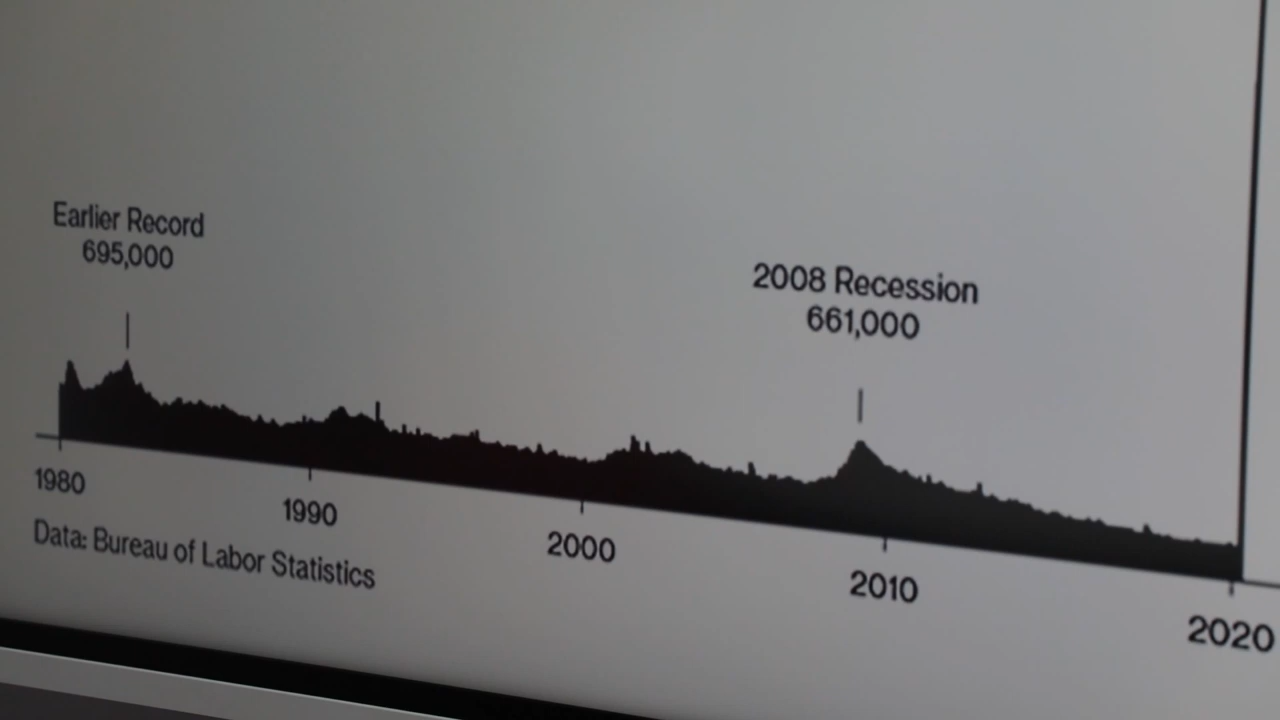 Earlier Record
695,000
2008 Recession
661,000
1980
1990
2000
2010
2020
Data: Bureau of Labor Statistics